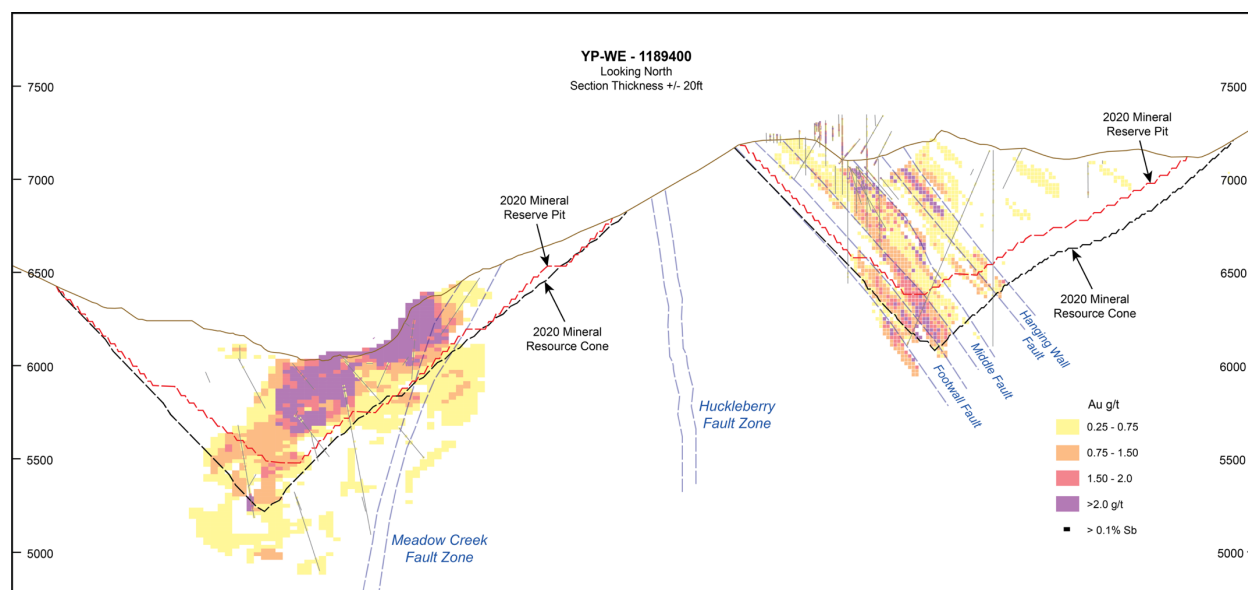 YP-WE - 1189400
Looking North
Section Thickness +/- 20ft
7500
7000
6500
6000
5500
5000
7500
7000
6500
6000
5500
5000
2020 Mineral
Reserve Pit
2020 Mineral
Resource Cone
2020 Mineral
Reserve Pit
2020 Mineral
Resource Cone
Meadow Creek
Fault Zone
Huckleberry
Fault Zone
Footwall Fault
Middle Fault
Hanging Wall
Fault
Au g/t
0.25 - 0.75
0.75 - 1.50
1.50 - 2.0
>2.0 g/t
> 0.1% Sb